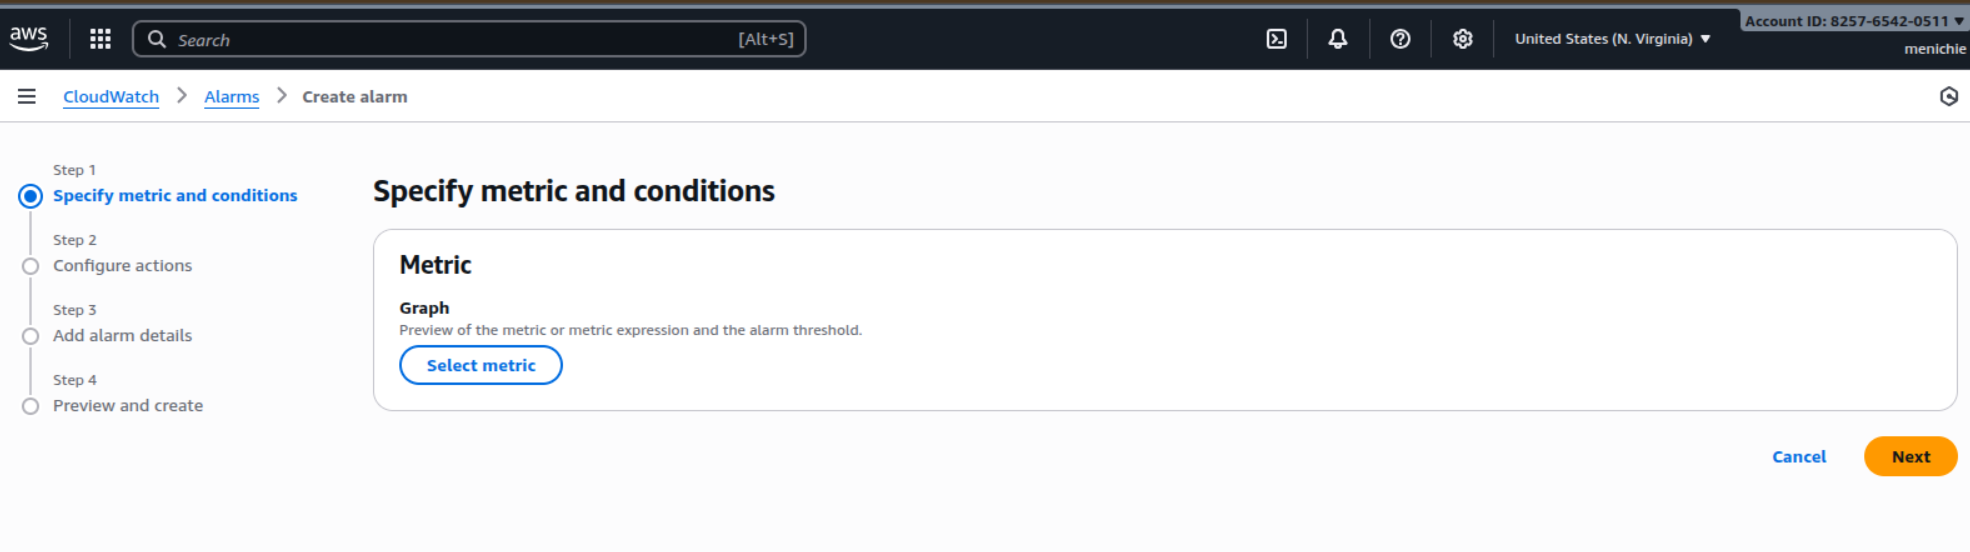 aws
Search
[Alt+S]
United States (N. Virginia)
Account ID: 8257-6542-0511
menichie
CloudWatch
Alarms
Create alarm
Step 1
Specify metric and conditions
Step 2
Configure actions
Step 3
Add alarm details
Step 4
Preview and create
Specify metric and conditions
Metric
Graph
Preview of the metric or metric expression and the alarm threshold.
Select metric
Cancel
Next